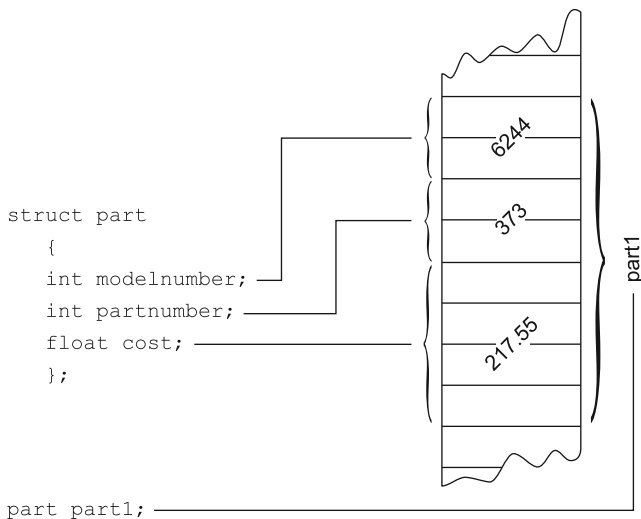 struct part
{
int modelnumber;
int partnumber;
float cost;
};
part part1;
6244
373
217.55
part1